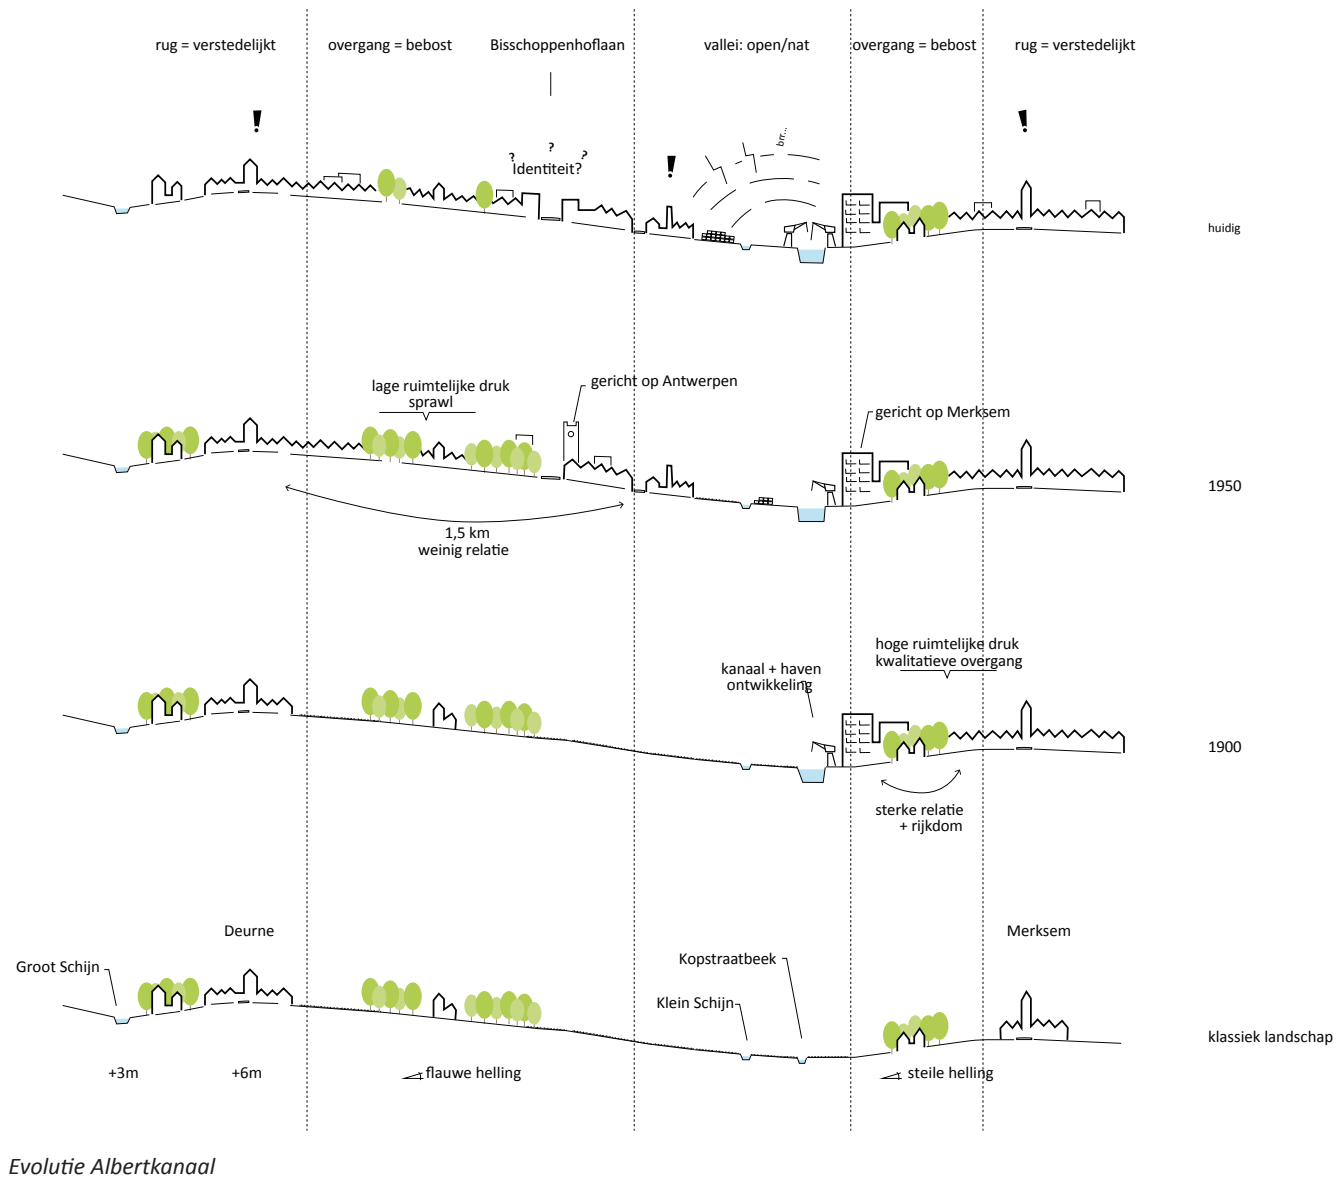 rug = verstedelijkt
overgang = bebost
Bisschoppenhoflaan
vallei: open/nat
overgang = bebost
rug = verstedelijkt
!
!
!
brr...
? ? ?
Identiteit?
huidig
lage ruimtelijke druk
sprawl
gericht op Antwerpen
gericht op Merksem
1950
1,5 km
weinig relatie
hoge ruimtelijke druk
kwalitatieve overgang
kanaal + haven
ontwikkeling
1900
sterke relatie
+ rijkdom
Deurne
Merksem
Groot Schijn
Kopstraatbeek
Klein Schijn
klassiek landschap
+3m
+6m
flauwe helling
steile helling
Evolutie Albertkanaal